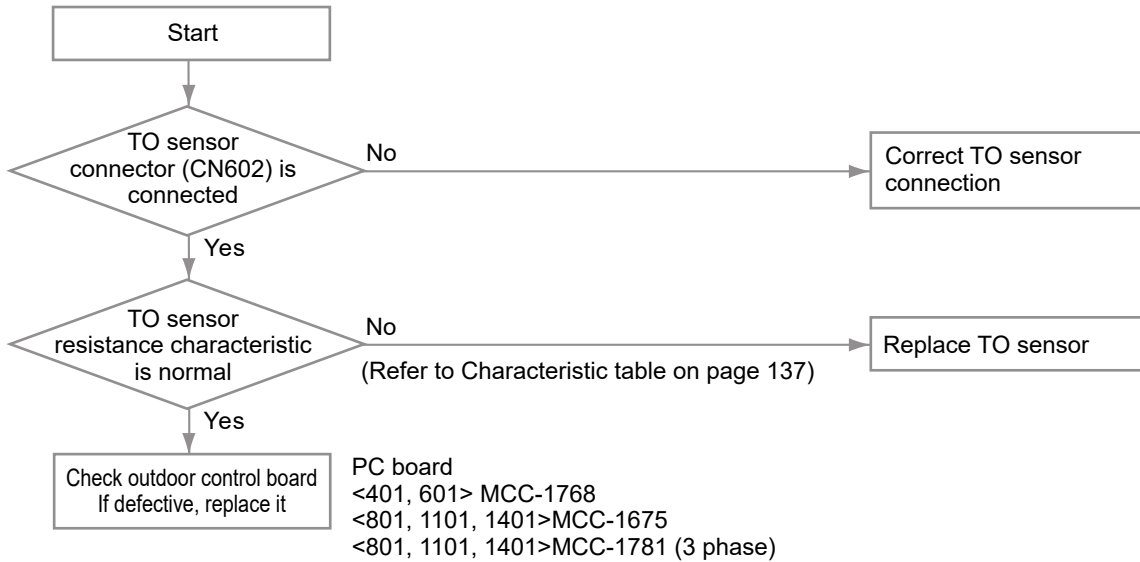 Start
TO sensor
connector (CN602) is
connected
No
Correct TO sensor
connection
Yes
TO sensor
resistance characteristic
is normal
No
(Refer to Characteristic table on page 137)
Replace TO sensor
Yes
Check outdoor control board
If defective, replace it
PC board
<401, 601> MCC-1768
<801, 1101, 1401>MCC-1675
<801, 1101, 1401>MCC-1781 (3 phase)